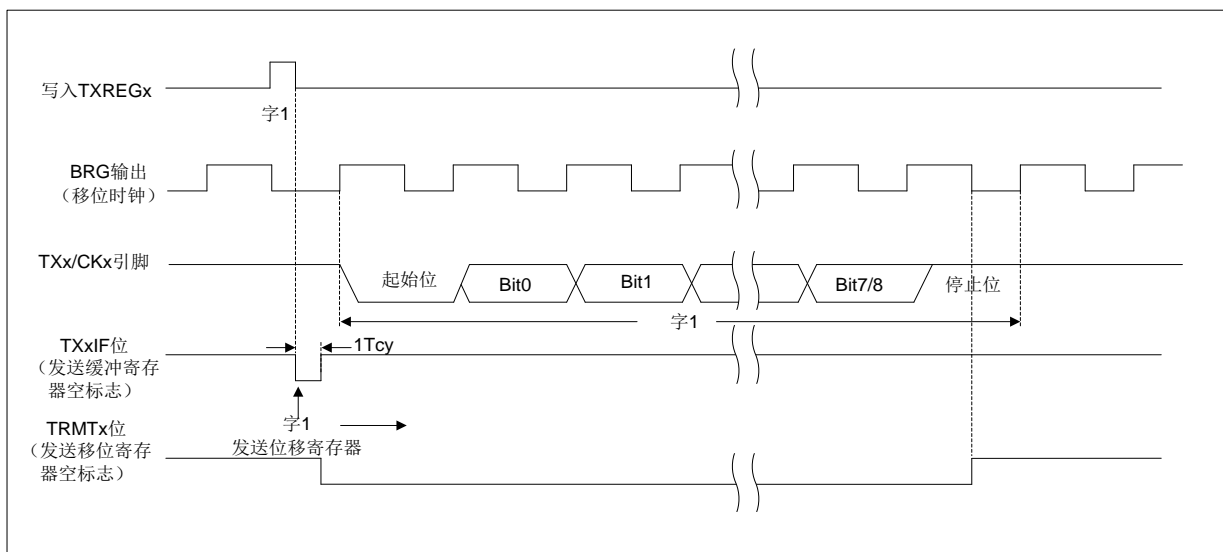 写入TXREGx
字1
BRG输出
（移位时钟）
TXx/CKx引脚
起始位
Bit0
Bit1
Bit7/8
停止位
字1
TXxIF位
（发送缓冲寄存
器空标志）
1Tcy
字1
发送位移寄存器
TRMTx位
（发送移位寄存
器空标志）